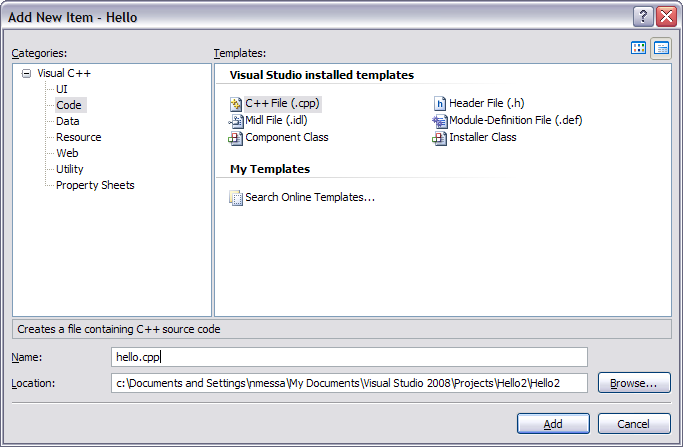 Add New Item - Hello
Categories:
Templates:
Visual C++
UI
Code
Data
Resource
Web
Utility
Property Sheets
Visual Studio installed templates
C++ File (.cpp)
Header File (.h)
Midl File (.idl)
Module-Definition File (.def)
Component Class
Installer Class
My Templates
Search Online Templates...
Creates a file containing C++ source code
Name:
hello.cpp
Location:
c:\Documents and Settings\nmessa\My Documents\Visual Studio 2008\Projects\Hello2\Hello2
Browse...
Add
Cancel